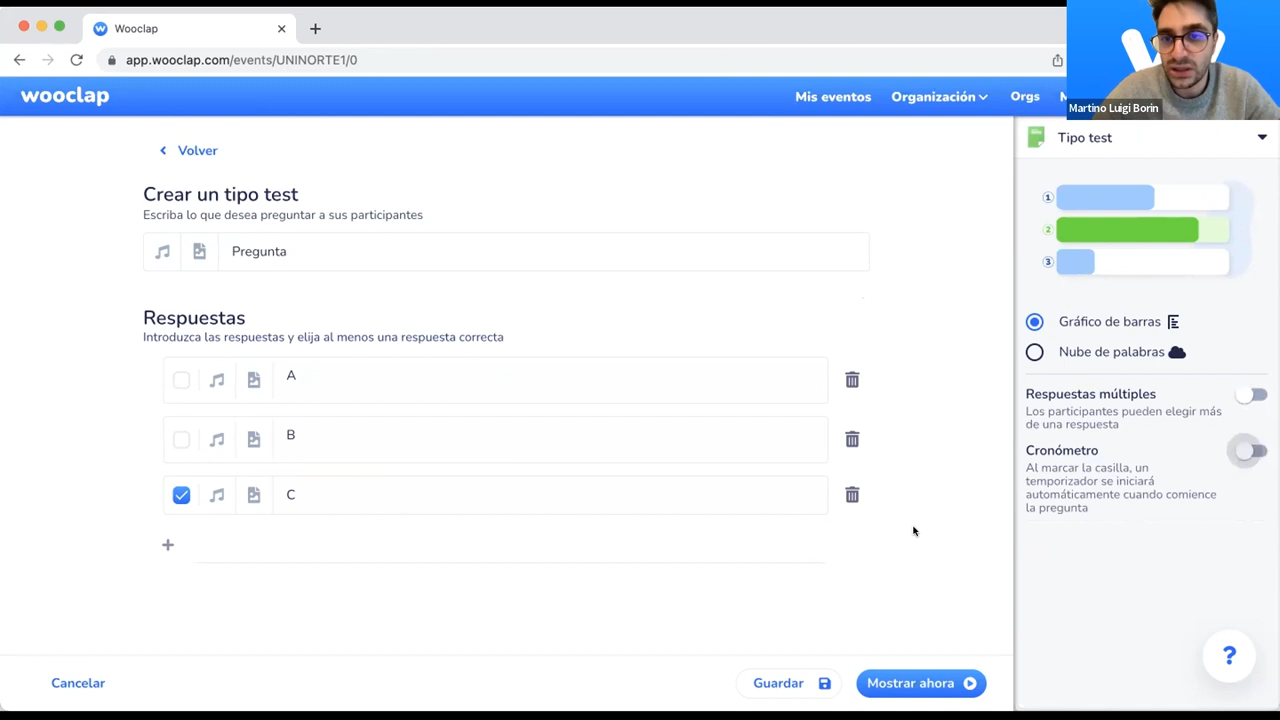 Wooclap
app.wooclap.com/events/UNINORTE1/0
wooclap
Mis eventos
Organización
Orgs
Martino Luigi Borin
Volver
Crear un tipo test
Escriba lo que desea preguntar a sus participantes
Pregunta
Respuestas
Introduzca las respuestas y elija al menos una respuesta correcta
A
B
C
Cancelar
Guardar
Mostrar ahora
Tipo test
1
2
3
Gráfico de barras
Nube de palabras
Respuestas múltiples
Los participantes pueden elegir más
de una respuesta
Cronómetro
Al marcar la casilla, un
temporizador se iniciará
automáticamente cuando comience
la pregunta
?